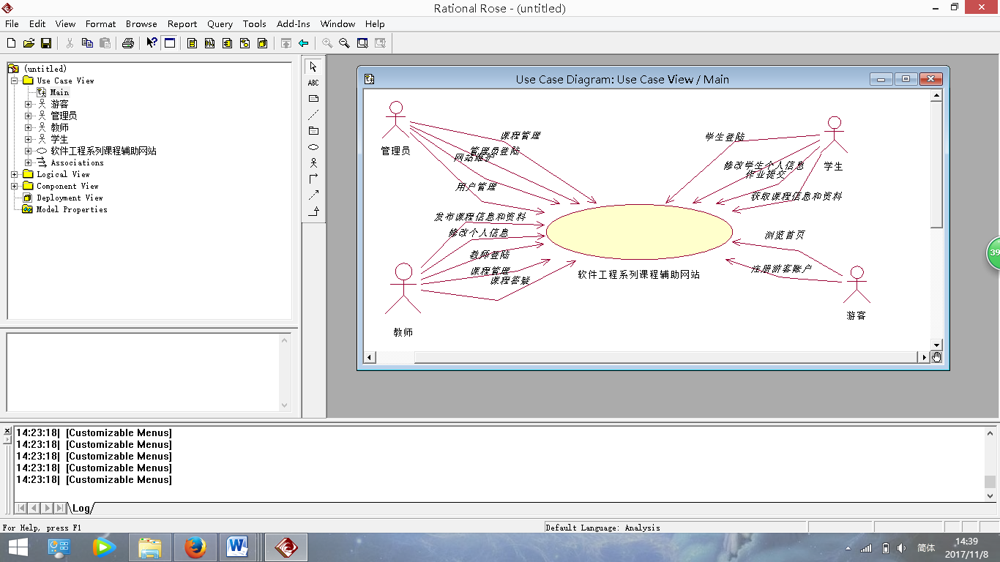 Rational Rose - (untitled)
File Edit View Format Browse Report Query Tools Add-Ins Window Help
(untitled)
Use Case View
Main
游客
管理员
教师
学生
软件工程系列课程辅助网站
Associations
Logical View
Component View
Deployment View
Model Properties
ABC
Use Case Diagram: Use Case View / Main
管理员
课程管理
管理员登陆
网站维护
用户管理
学生登陆
修改学生个人信息
作业提交
获取课程信息和资料
学生
发布课程信息和资料
修改个人信息
教师登陆
课程管理
课程答疑
教师
软件工程系列课程辅助网站
浏览首页
注册游客账户
游客
39
14:23:18| [Customizable Menus]
14:23:18| [Customizable Menus]
14:23:18| [Customizable Menus]
14:23:18| [Customizable Menus]
14:23:18| [Customizable Menus]
Log
For Help, press F1
Default Language: Analysis
简体
14:39
2017/11/8